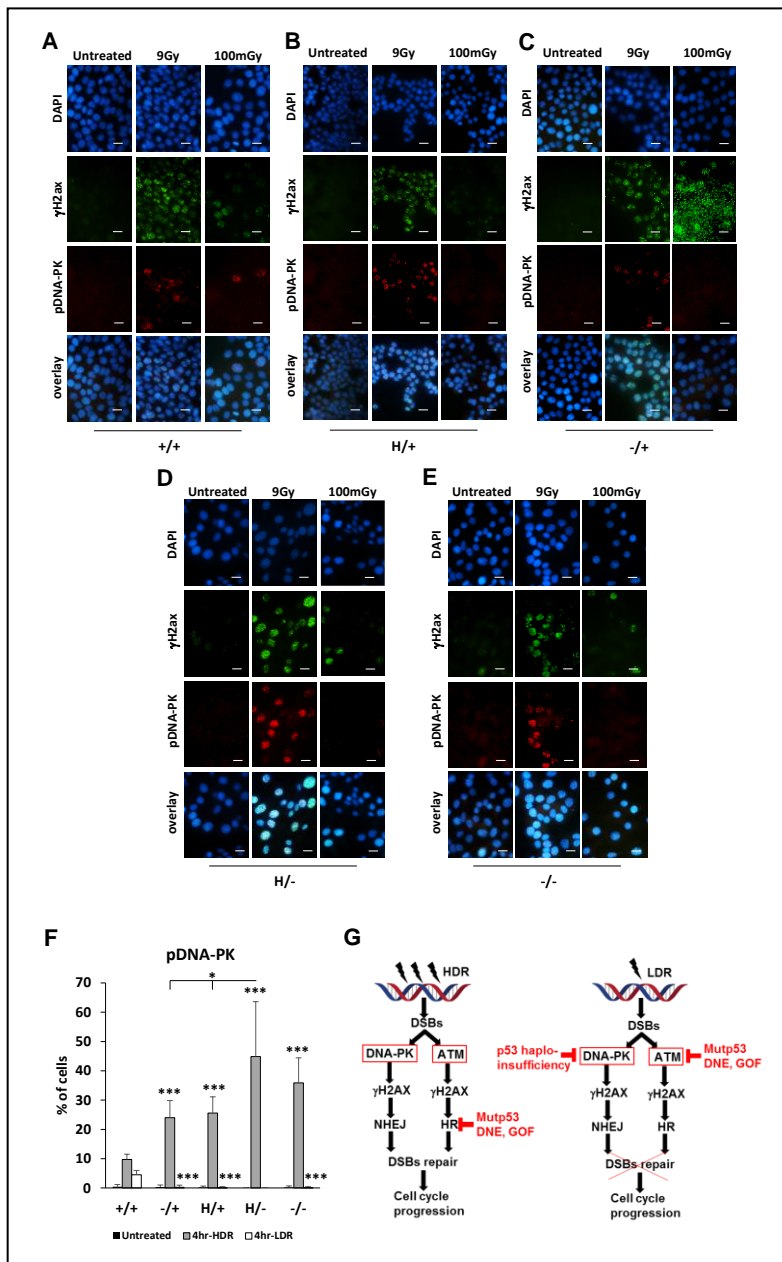 A
Untreated 9Gy 100mGy
DAPI
γH2ax
pDNA-PK
overlay
+/+
B
Untreated 9Gy 100mGy
DAPI
γH2ax
pDNA-PK
overlay
H/+
C
Untreated 9Gy 100mGy
DAPI
γH2ax
pDNA-PK
overlay
-/+
D
Untreated 9Gy 100mGy
DAPI
γH2ax
pDNA-PK
overlay
H/-
E
Untreated 9Gy 100mGy
DAPI
γH2ax
pDNA-PK
overlay
-/-
F
pDNA-PK
% of cells
70
60
50
40
30
20
10
0
*
***
***
***
***
***
***
***
+/+ -/+ H/+ H/- -/-
Untreated 4hr-HDR 4hr-LDR
G
HDR
DSBs
DNA-PK ATM
γH2AX γH2AX
NHEJ HR
Mutp53
DNE, GOF
DSBs repair
Cell cycle
progression
LDR
DSBs
p53 haplo-
insufficiency
DNA-PK ATM
Mutp53
DNE, GOF
γH2AX γH2AX
NHEJ HR
DSBs repair
Cell cycle
progression